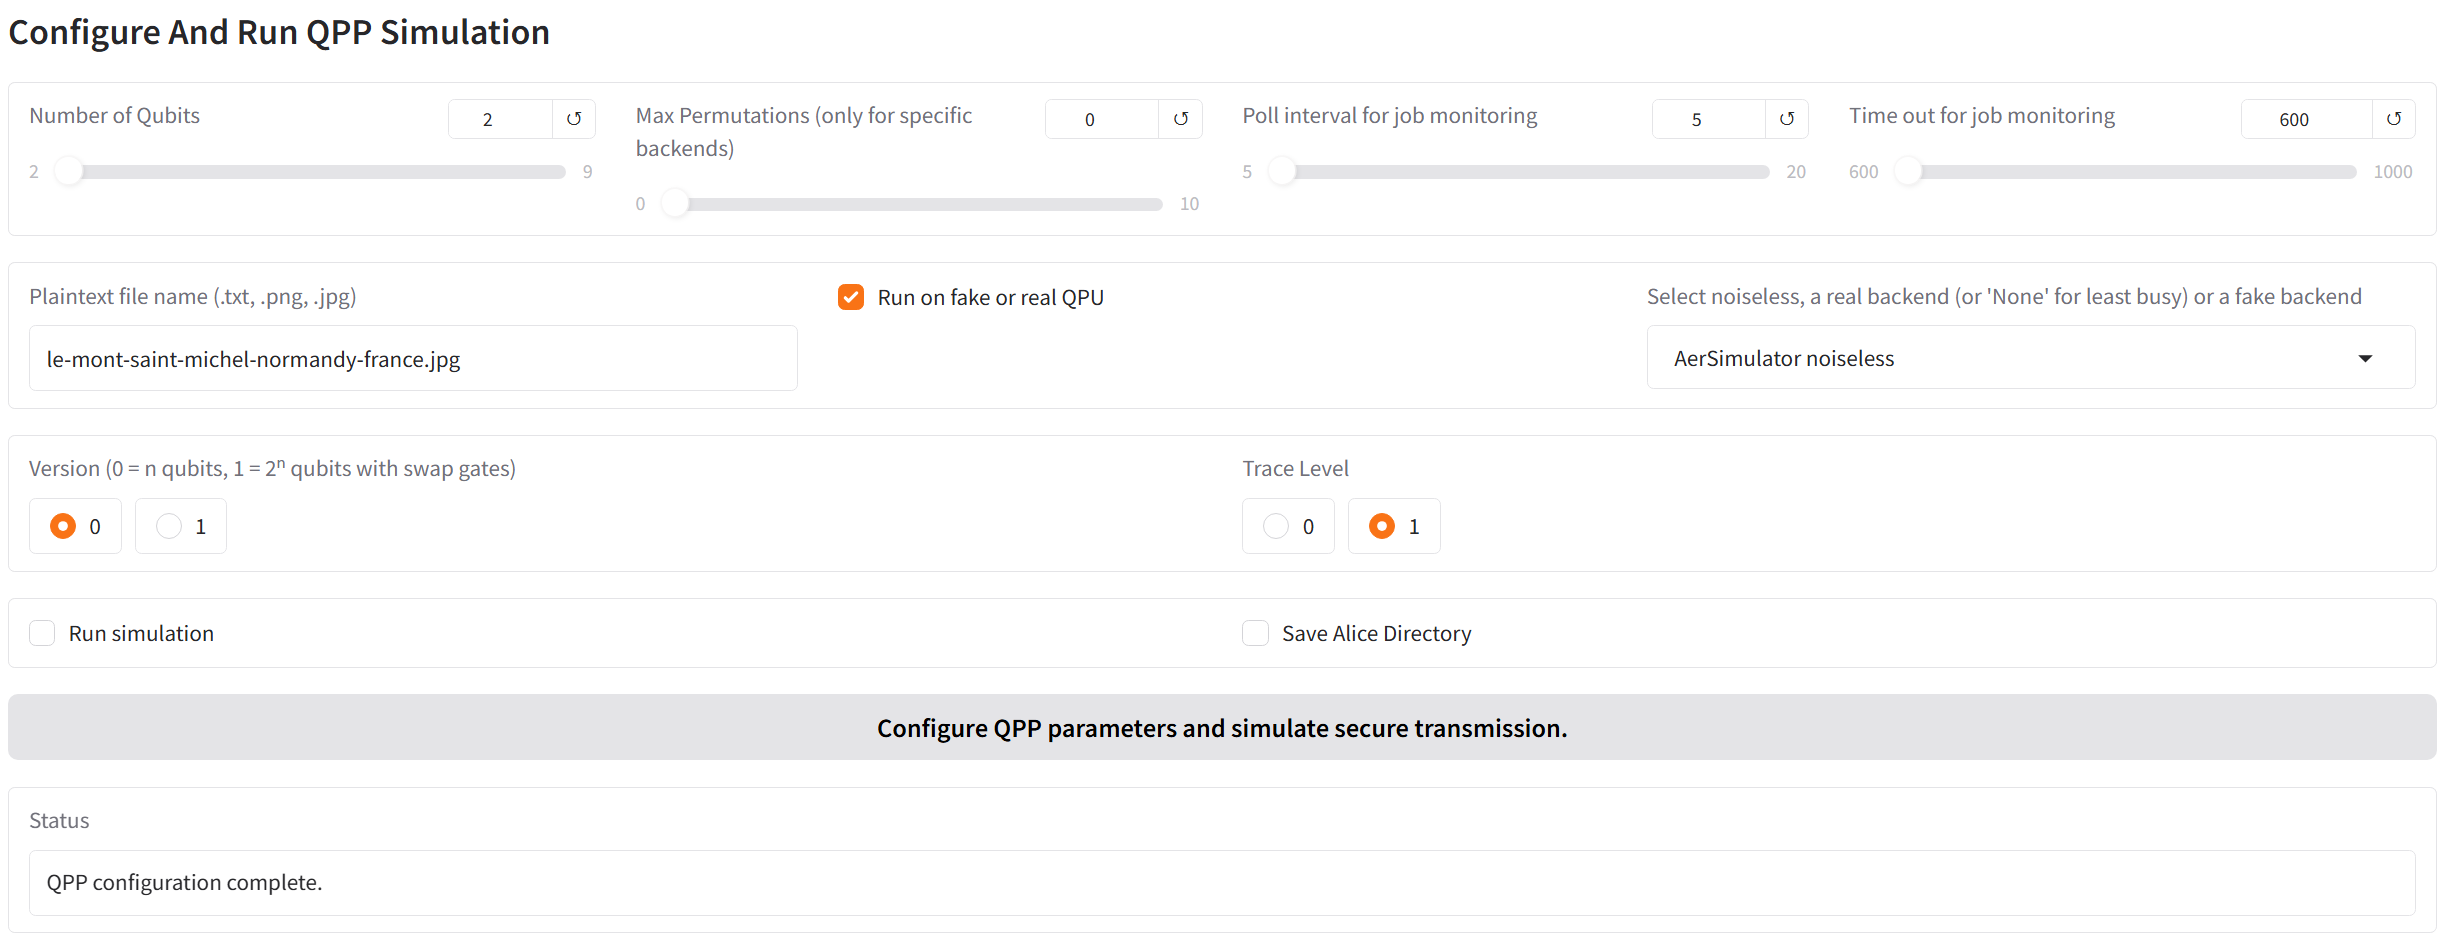 Configure And Run QPP Simulation
Number of Qubits
2
↺
2
9
Max Permutations (only for specific
backends)
0
↺
0
10
Poll interval for job monitoring
5
↺
5
20
Time out for job monitoring
600
↺
600
1000
Plaintext file name (.txt, .png, .jpg)
le-mont-saint-michel-normandy-france.jpg
Run on fake or real QPU
Select noiseless, a real backend (or 'None' for least busy) or a fake backend
AerSimulator noiseless
Version (0 = n qubits, 1 = 2ⁿ qubits with swap gates)
0
1
Trace Level
0
1
Run simulation
Save Alice Directory
Configure QPP parameters and simulate secure transmission.
Status
QPP configuration complete.